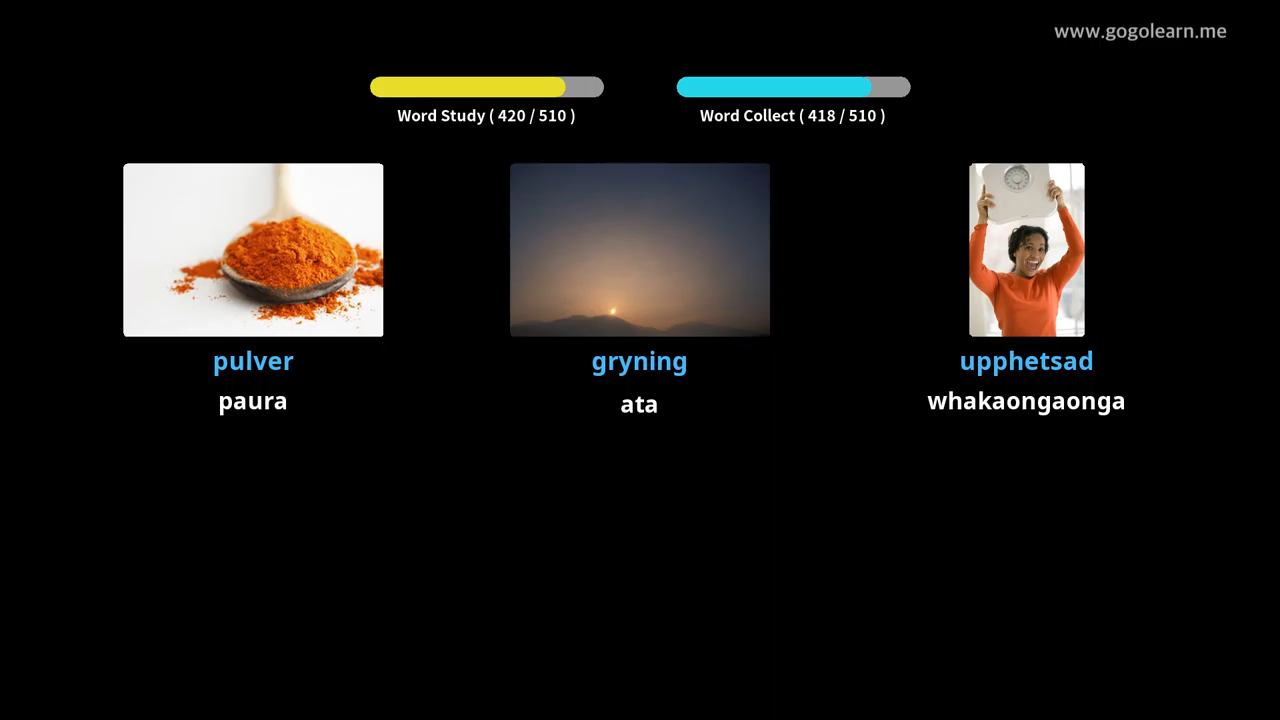 www.gogolearn.me
Word Study ( 420 / 510 )
Word Collect ( 418 / 510 )
pulver
gryning
upphetsad
paura
ata
whakaongaonga